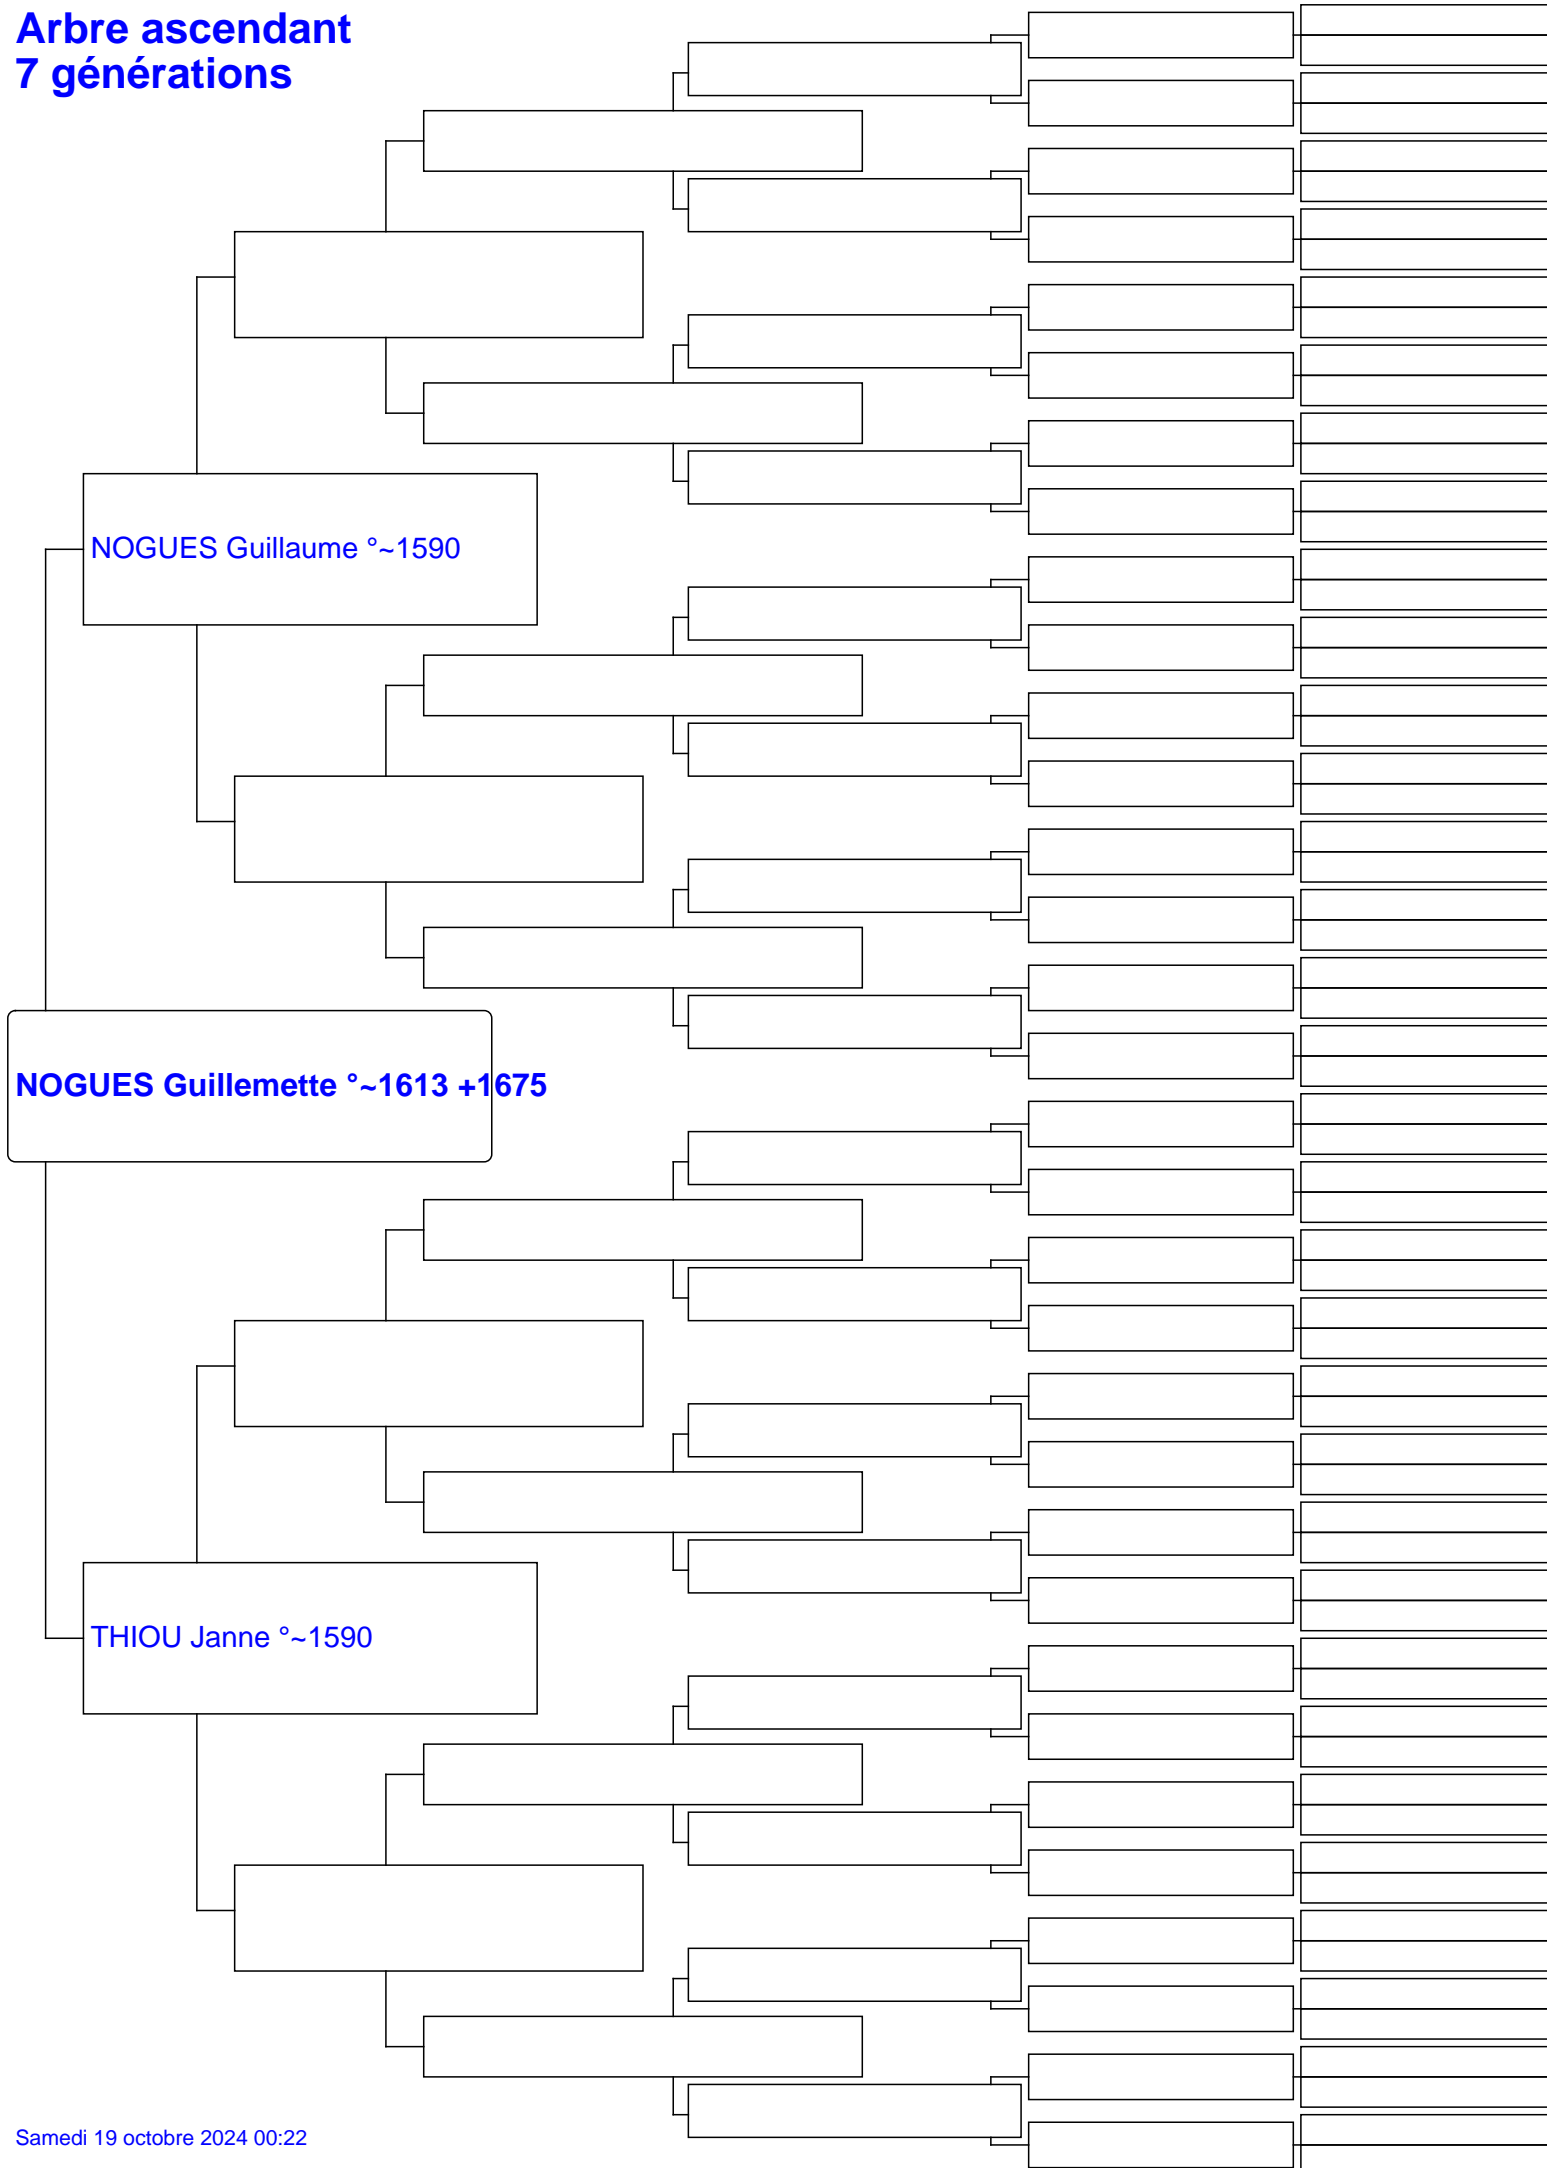 Arbre ascendant
7 générations
NOGUES Guillaume °~1590
NOGUES Guillemette °~1613 +1675
THIOU Janne °~1590
Samedi 19 octobre 2024 00:22